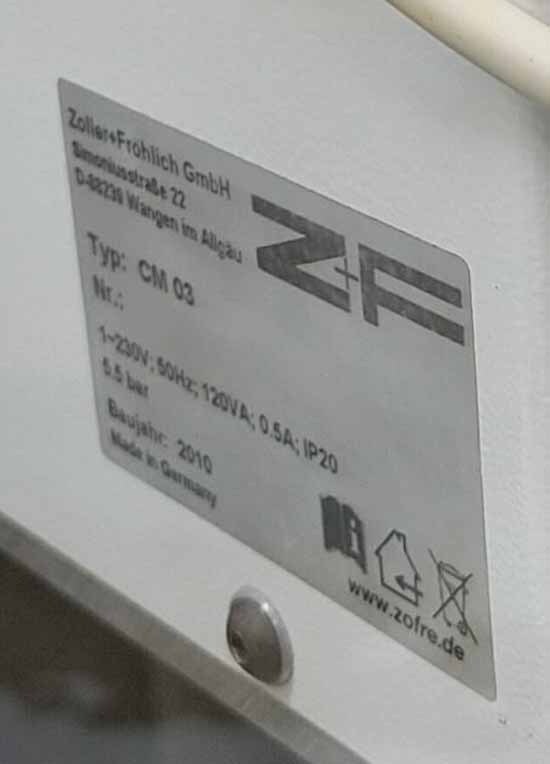 Zoller+Fröhlich GmbH
Simoniusstraße 22
D-88239 Wangen im Allgäu
Z+F
Typ: CM 03
Nr.:
1~230V; 50Hz; 120VA; 0.5A; IP20
5.5 bar
Baujahr: 2010
Made in Germany
www.zofre.de